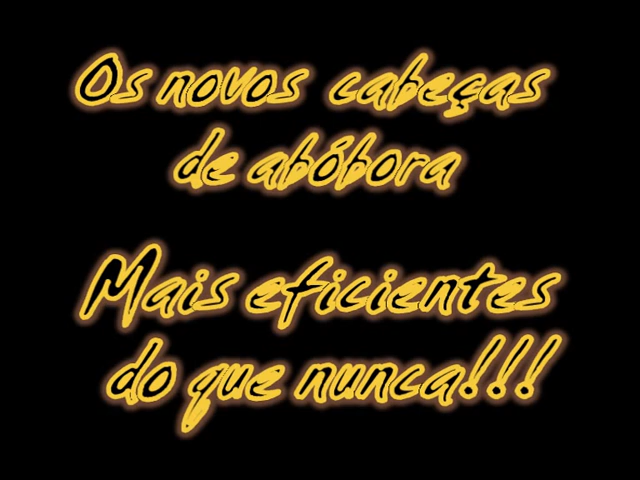 Os novos cabeças
de abóbora
Mais eficientes
do que nunca!!!